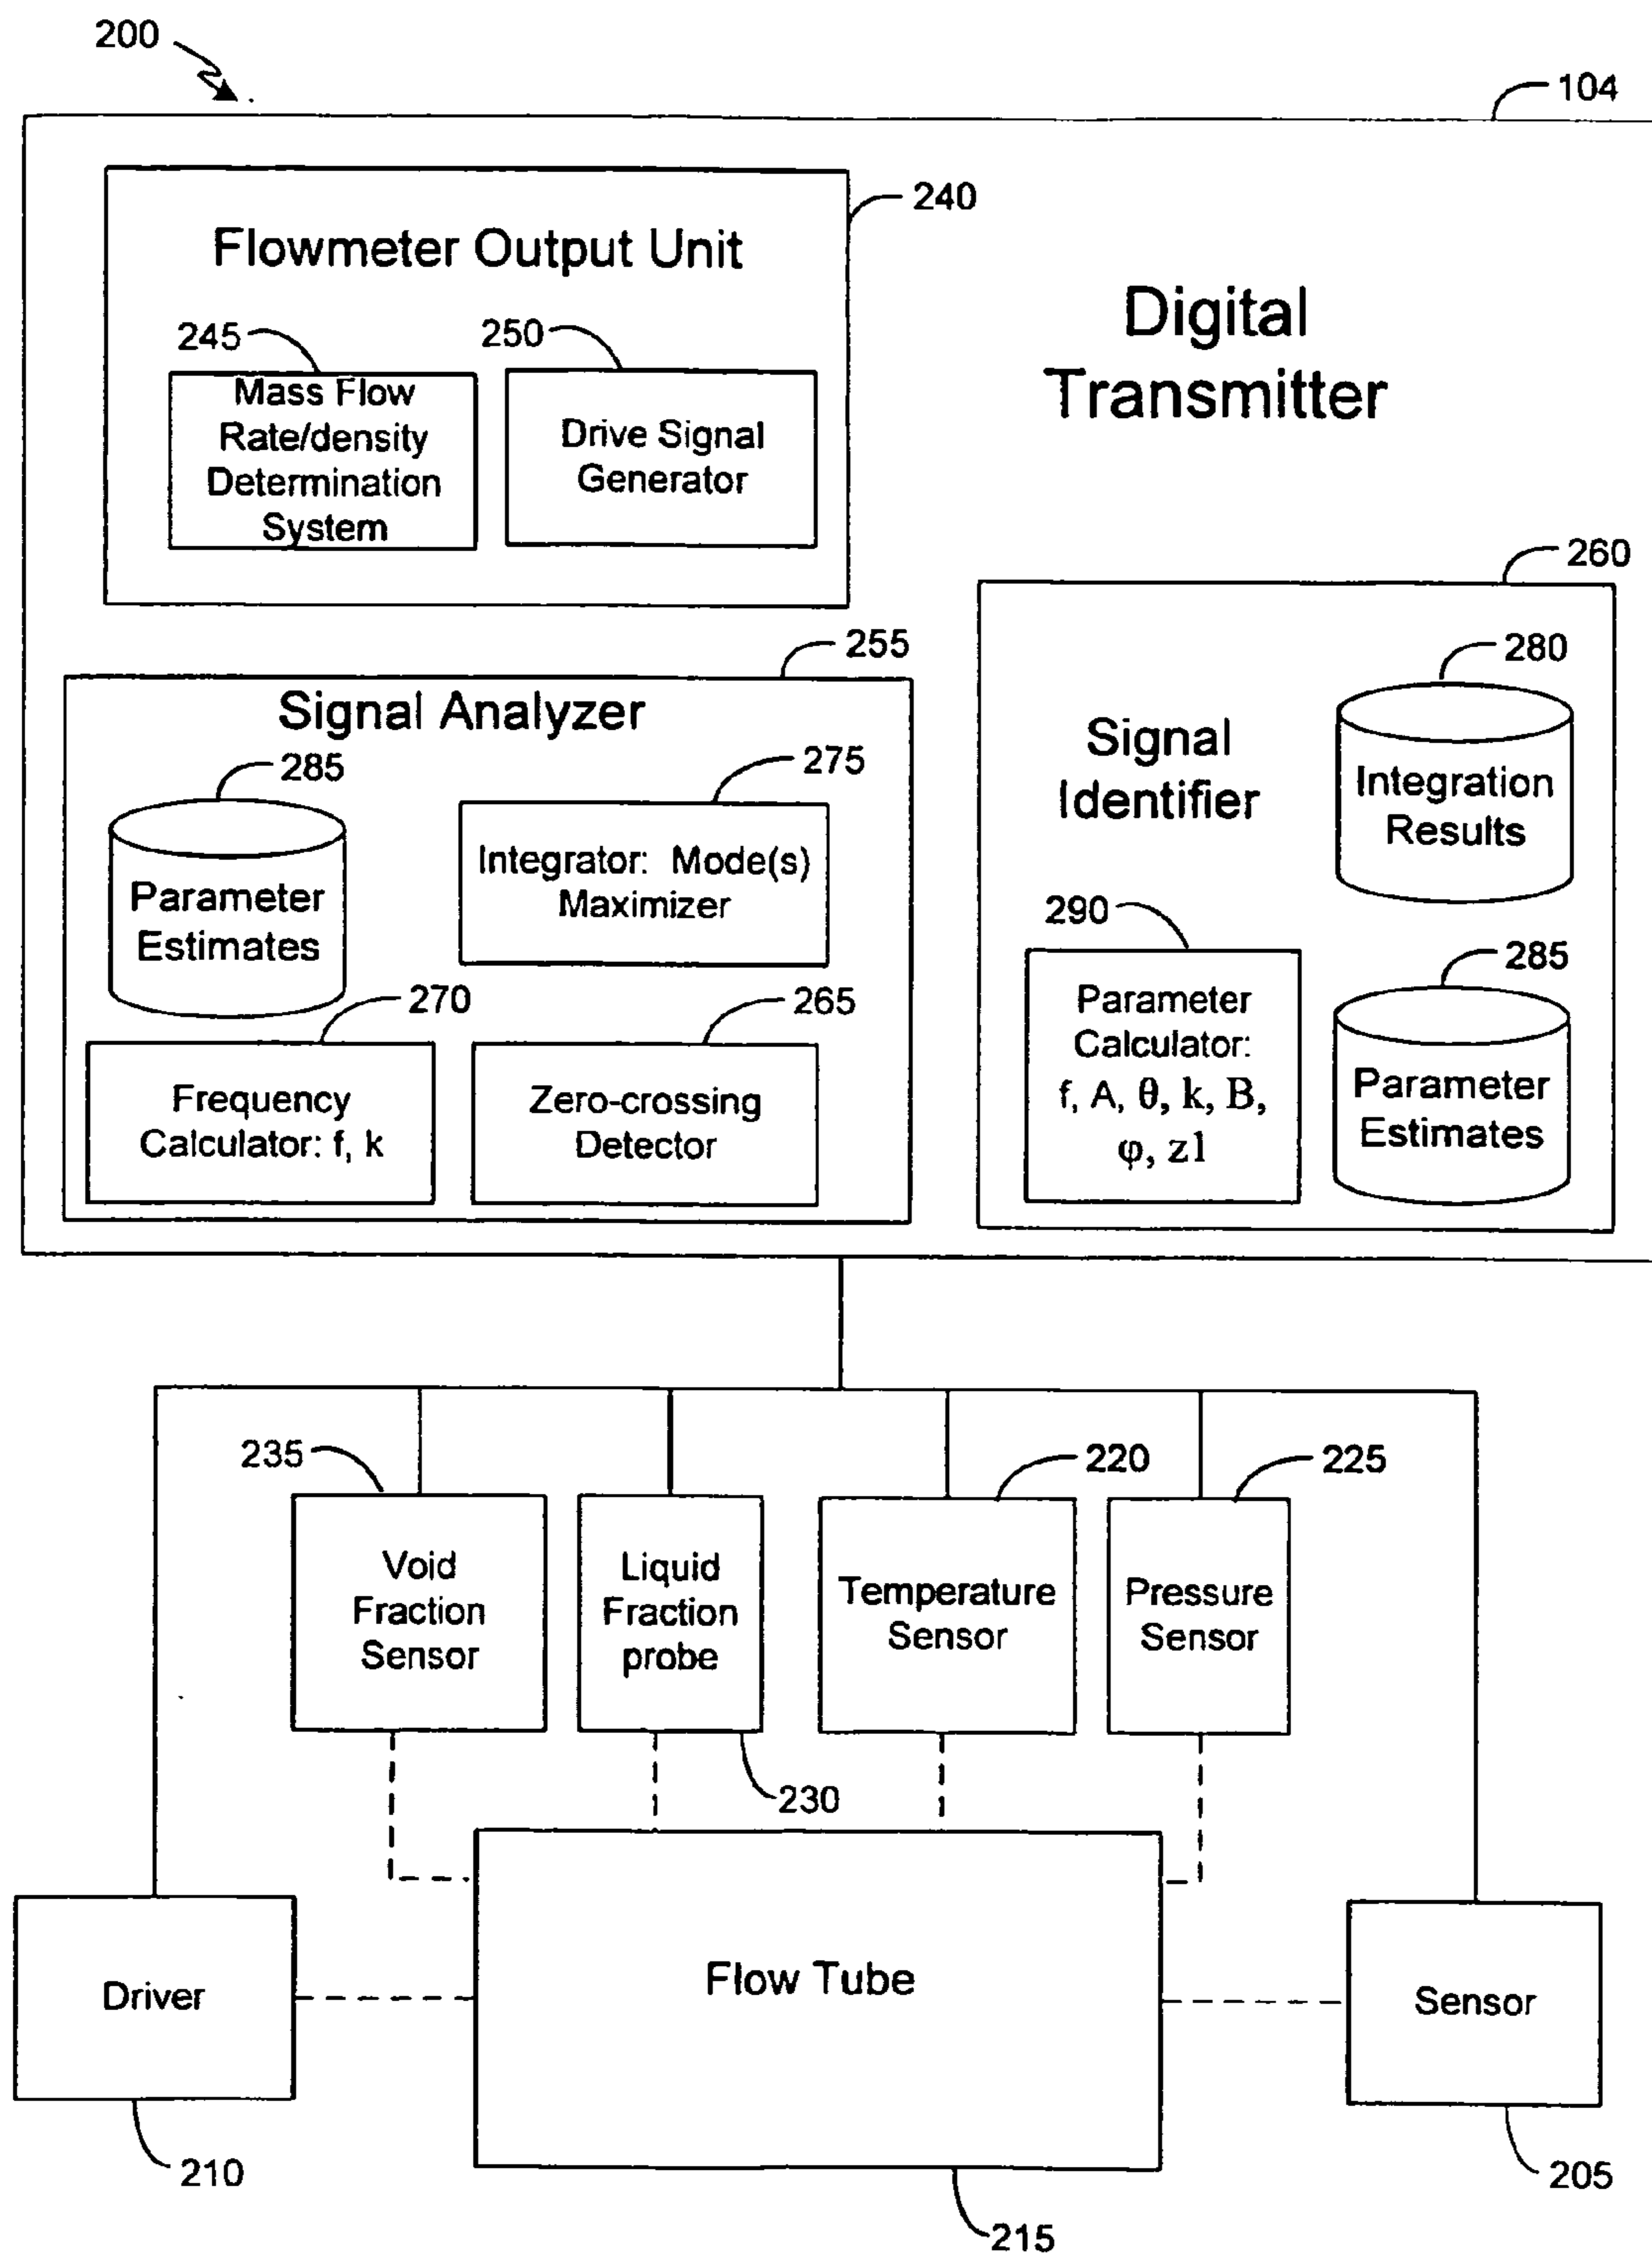 200
104
240
Flowmeter Output Unit
245
250
Mass Flow
Rate/density
Determination
System
Drive Signal
Generator
Digital
Transmitter
260
255
Signal Analyzer
285
275
Parameter
Estimates
Integrator: Mode(s)
Maximizer
270
265
Frequency
Calculator: f, k
Zero-crossing
Detector
280
Signal
Identifier
Integration
Results
290
285
Parameter
Calculator:
f, A, θ, k, B,
φ, z1
Parameter
Estimates
235
220
225
Void
Fraction
Sensor
Liquid
Fraction
probe
Temperature
Sensor
Pressure
Sensor
230
Driver
Flow Tube
Sensor
210
215
205